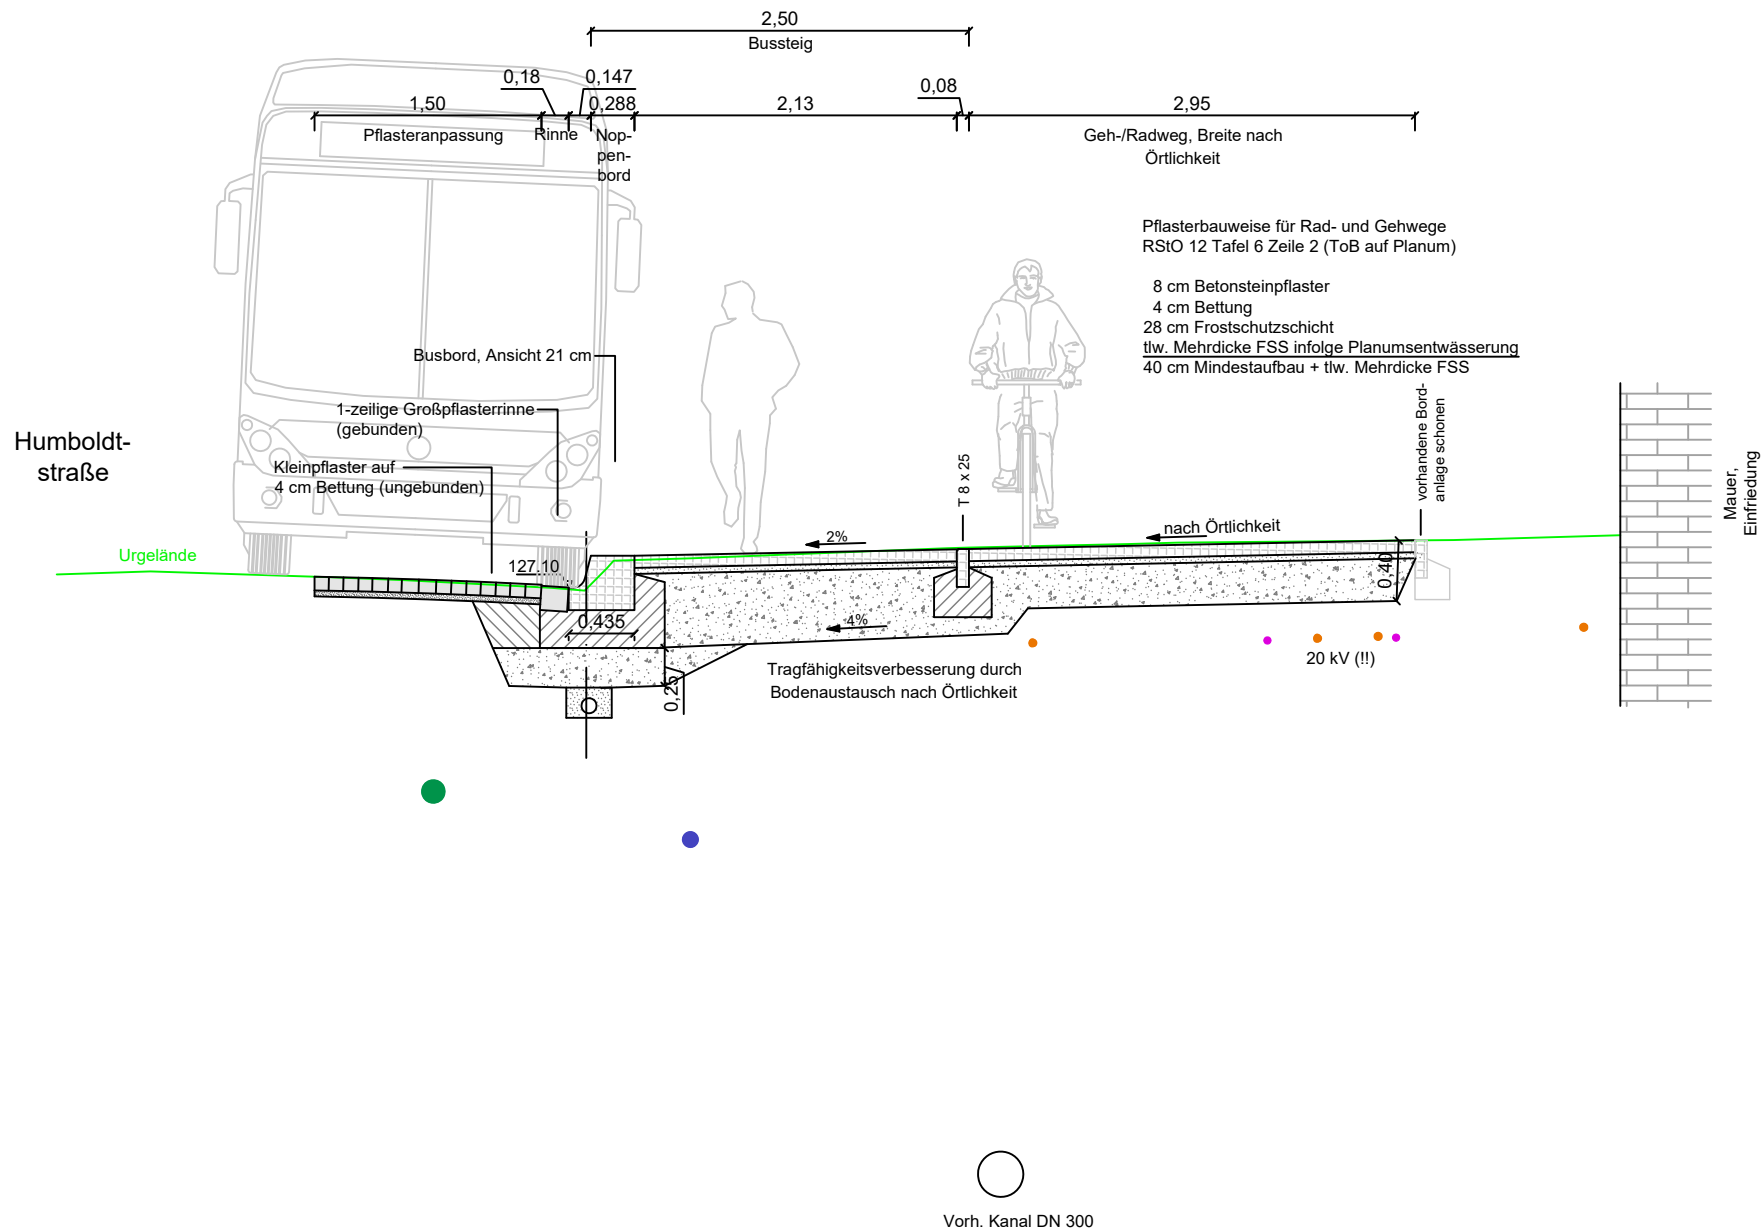 2,50
Bussteig
0,18
0,147
0,08
1,50
0,288
2,13
2,95
Pflasteranpassung
Rinne
Nop-
pen-
bord
Geh-/Radweg, Breite nach
Örtlichkeit
Pflasterbauweise für Rad- und Gehwege
RStO 12 Tafel 6 Zeile 2 (ToB auf Planum)
8 cm Betonsteinpflaster
4 cm Bettung
28 cm Frostschutzschicht
tlw. Mehrdicke FSS infolge Planumsentwässerung
40 cm Mindestaufbau + tlw. Mehrdicke FSS
Busbord, Ansicht 21 cm
1-zeilige Großpflasterrinne
(gebunden)
Kleinpflaster auf
4 cm Bettung (ungebunden)
Humboldt-
straße
T 8 x 25
vorhandene Bord-
anlage schonen
Mauer,
Einfriedung
Urgelände
127.10
2%
nach Örtlichkeit
0,40
0,435
4%
0,25
Tragfähigkeitsverbesserung durch
Bodenaustausch nach Örtlichkeit
20 kV (!!)
Vorh. Kanal DN 300